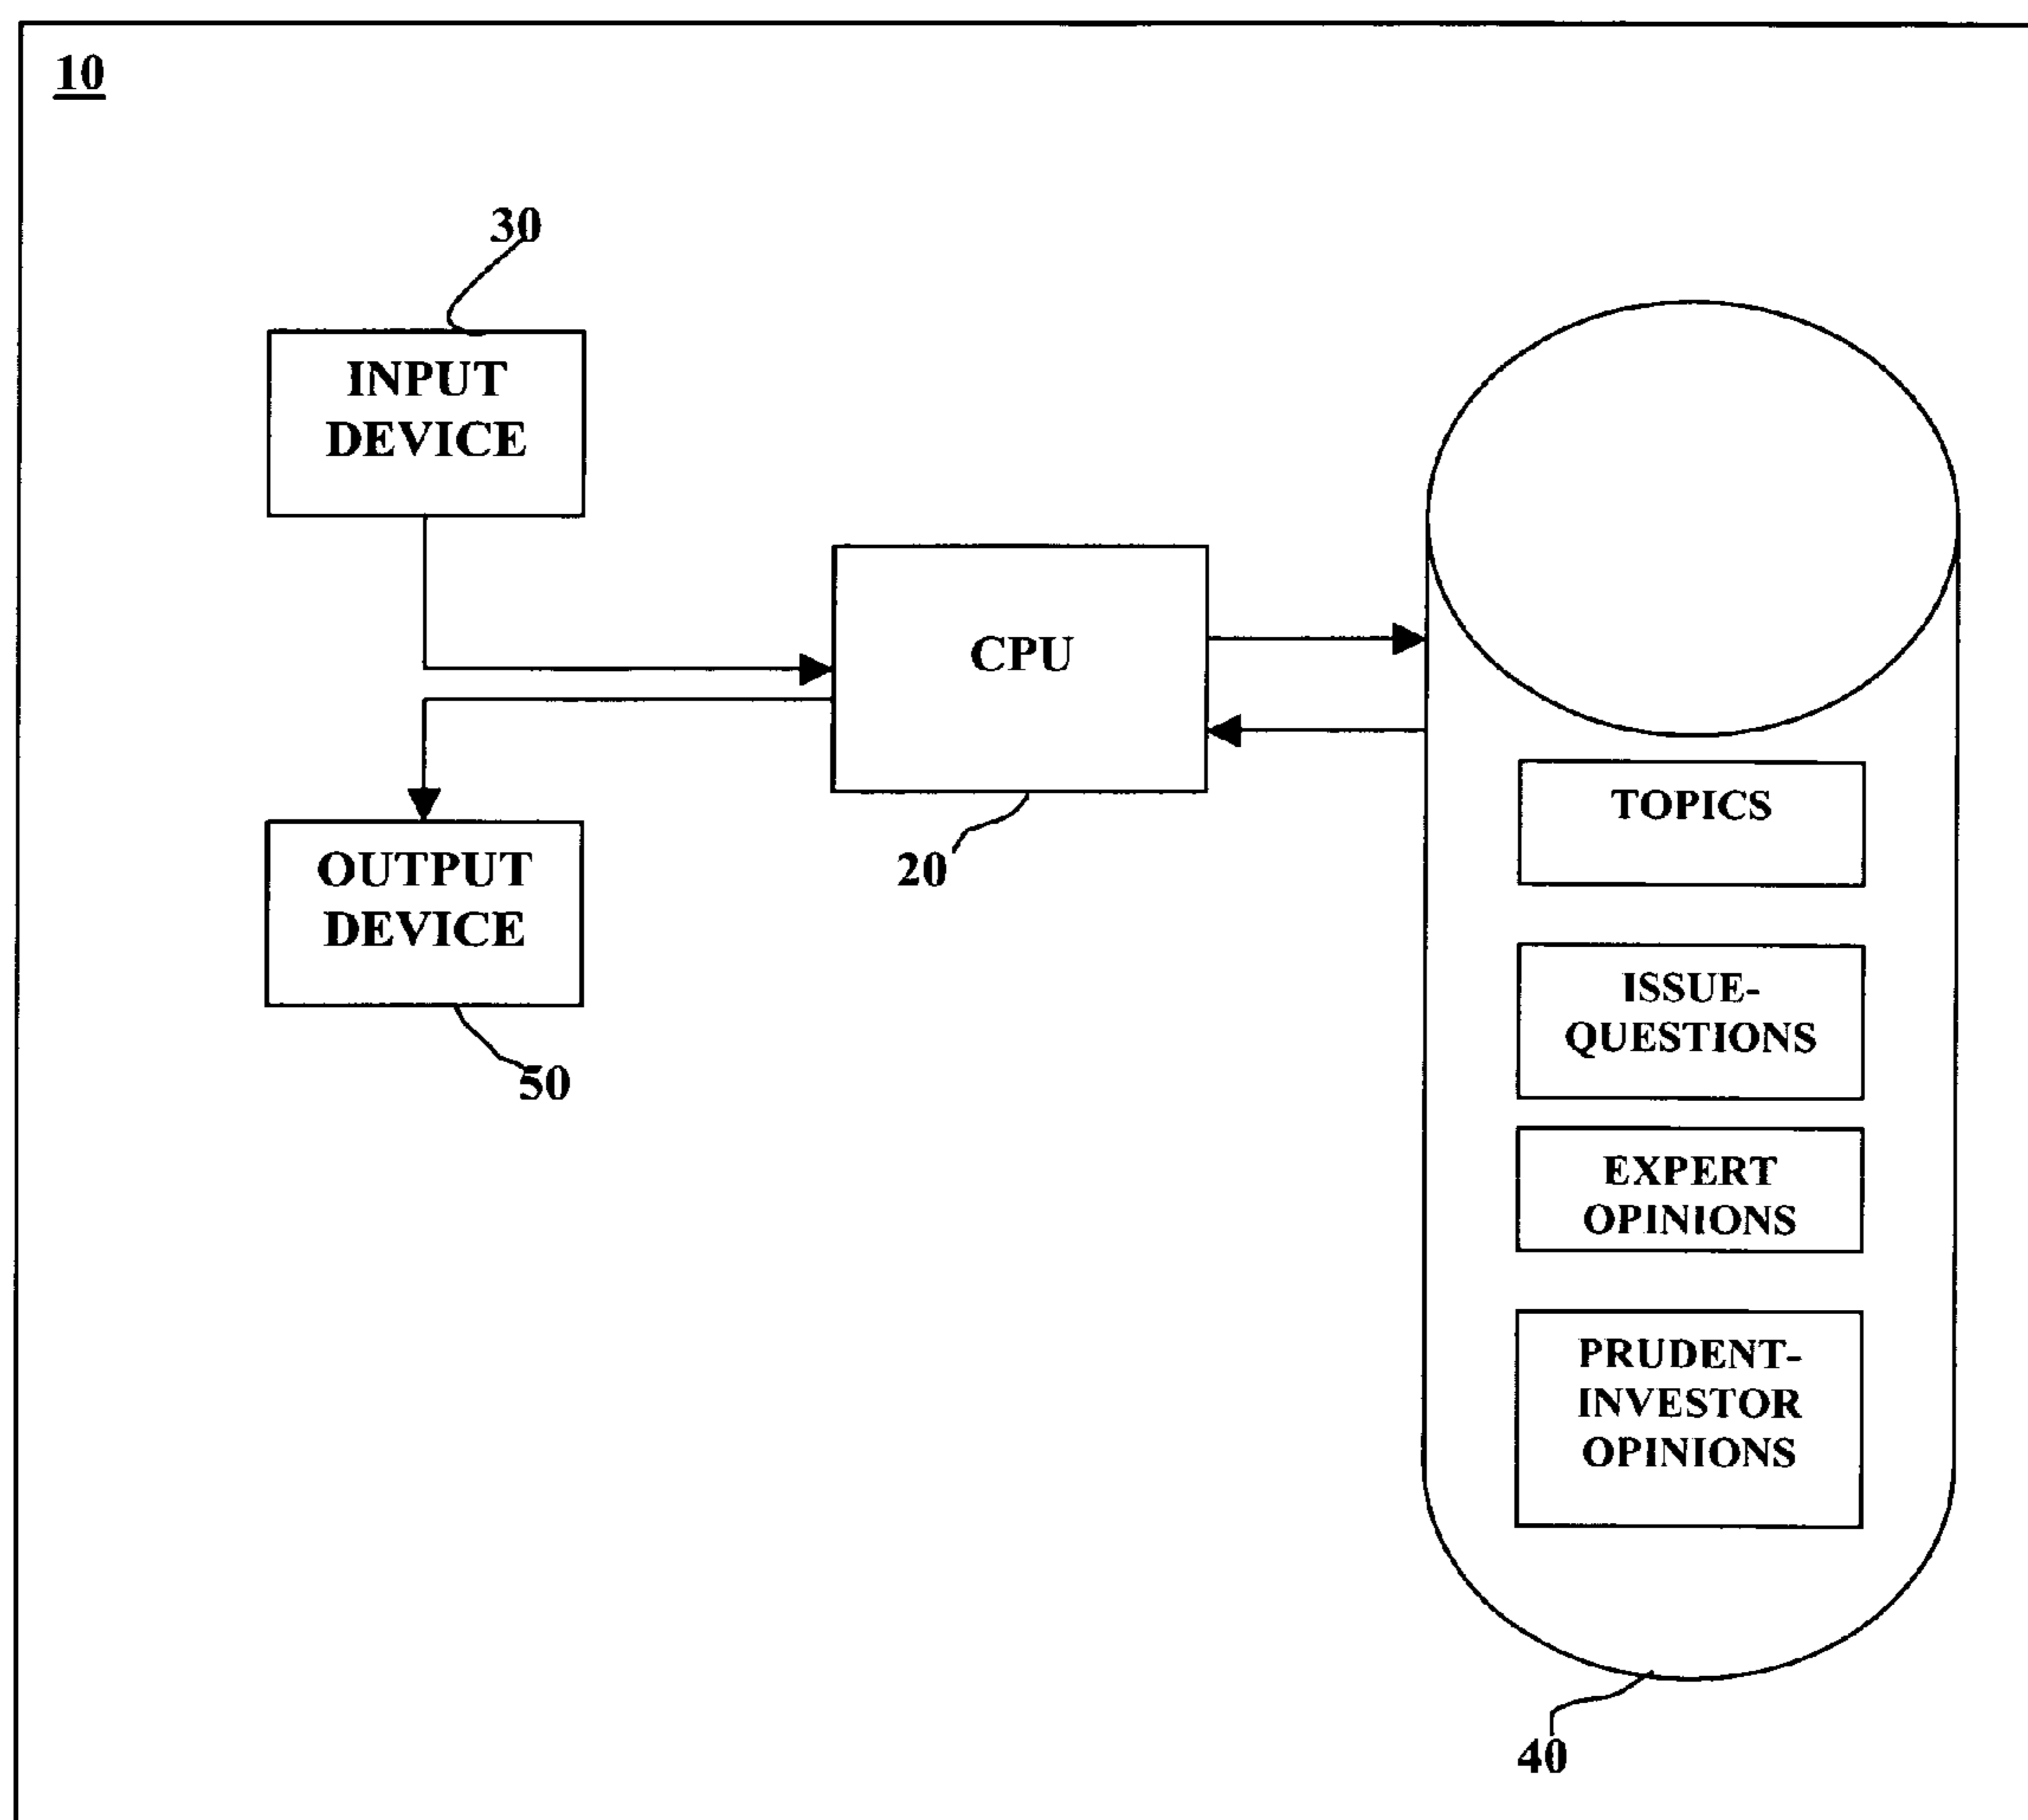 10
30
INPUT
DEVICE
CPU
20
OUTPUT
DEVICE
50
TOPICS
ISSUE-
QUESTIONS
EXPERT
OPINIONS
PRUDENT-
INVESTOR
OPINIONS
40